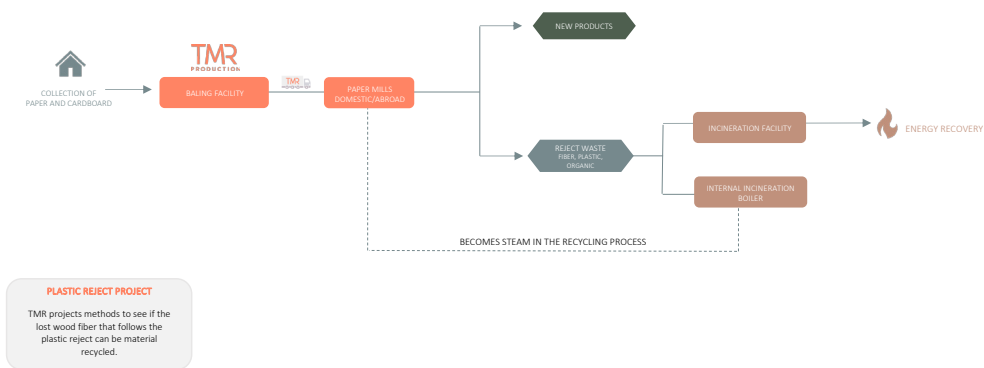 COLLECTION OF
PAPER AND CARDBOARD
TMR
PRODUCTION
BALING FACILITY
TMR
PAPER MILLS
DOMESTIC/ABROAD
NEW PRODUCTS
REJECT WASTE
FIBER, PLASTIC,
ORGANIC
INCINERATION FACILITY
ENERGY RECOVERY
INTERNAL INCINERATION
BOILER
BECOMES STEAM IN THE RECYCLING PROCESS
PLASTIC REJECT PROJECT
TMR projects methods to see if the
lost wood fiber that follows the
plastic reject can be material
recycled.